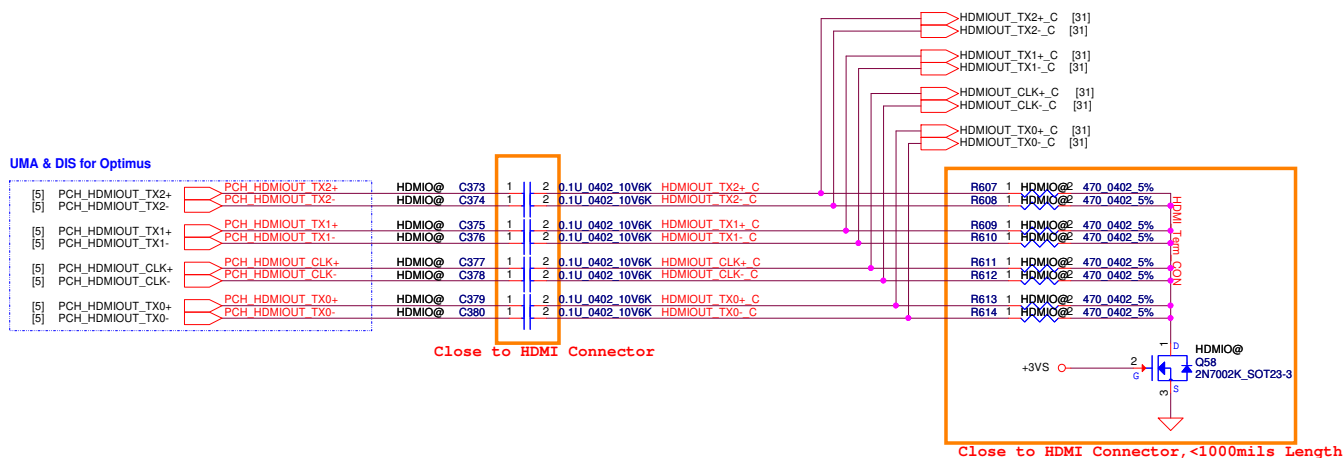 HDMIOUT_TX2+_C [31]
HDMIOUT_TX2-_C [31]
HDMIOUT_TX1+_C [31]
HDMIOUT_TX1-_C [31]
HDMIOUT_CLK+_C [31]
HDMIOUT_CLK-_C [31]
HDMIOUT_TX0+_C [31]
HDMIOUT_TX0-_C [31]
UMA & DIS for Optimus
[5] PCH_HDMIOUT_TX2+ PCH_HDMIOUT_TX2+ HDMIO@ C373 1 2 0.1U_0402_10V6K HDMIOUT_TX2+_C R607 1 HDMIO@ 2 470_0402_5%
[5] PCH_HDMIOUT_TX2- PCH_HDMIOUT_TX2- HDMIO@ C374 1 2 0.1U_0402_10V6K HDMIOUT_TX2-_C R608 1 HDMIO@ 2 470_0402_5%
[5] PCH_HDMIOUT_TX1+ PCH_HDMIOUT_TX1+ HDMIO@ C375 1 2 0.1U_0402_10V6K HDMIOUT_TX1+_C R609 1 HDMIO@ 2 470_0402_5%
[5] PCH_HDMIOUT_TX1- PCH_HDMIOUT_TX1- HDMIO@ C376 1 2 0.1U_0402_10V6K HDMIOUT_TX1-_C R610 1 HDMIO@ 2 470_0402_5%
[5] PCH_HDMIOUT_CLK+ PCH_HDMIOUT_CLK+ HDMIO@ C377 1 2 0.1U_0402_10V6K HDMIOUT_CLK+_C R611 1 HDMIO@ 2 470_0402_5%
[5] PCH_HDMIOUT_CLK- PCH_HDMIOUT_CLK- HDMIO@ C378 1 2 0.1U_0402_10V6K HDMIOUT_CLK-_C R612 1 HDMIO@ 2 470_0402_5%
[5] PCH_HDMIOUT_TX0+ PCH_HDMIOUT_TX0+ HDMIO@ C379 1 2 0.1U_0402_10V6K HDMIOUT_TX0+_C R613 1 HDMIO@ 2 470_0402_5%
[5] PCH_HDMIOUT_TX0- PCH_HDMIOUT_TX0- HDMIO@ C380 1 2 0.1U_0402_10V6K HDMIOUT_TX0-_C R614 1 HDMIO@ 2 470_0402_5%
HDMI_Term_CON
Close to HDMI Connector
1 D HDMIO@
+3VS 2 G Q58
2N7002K_SOT23-3
3 S
Close to HDMI Connector,<1000mils Length